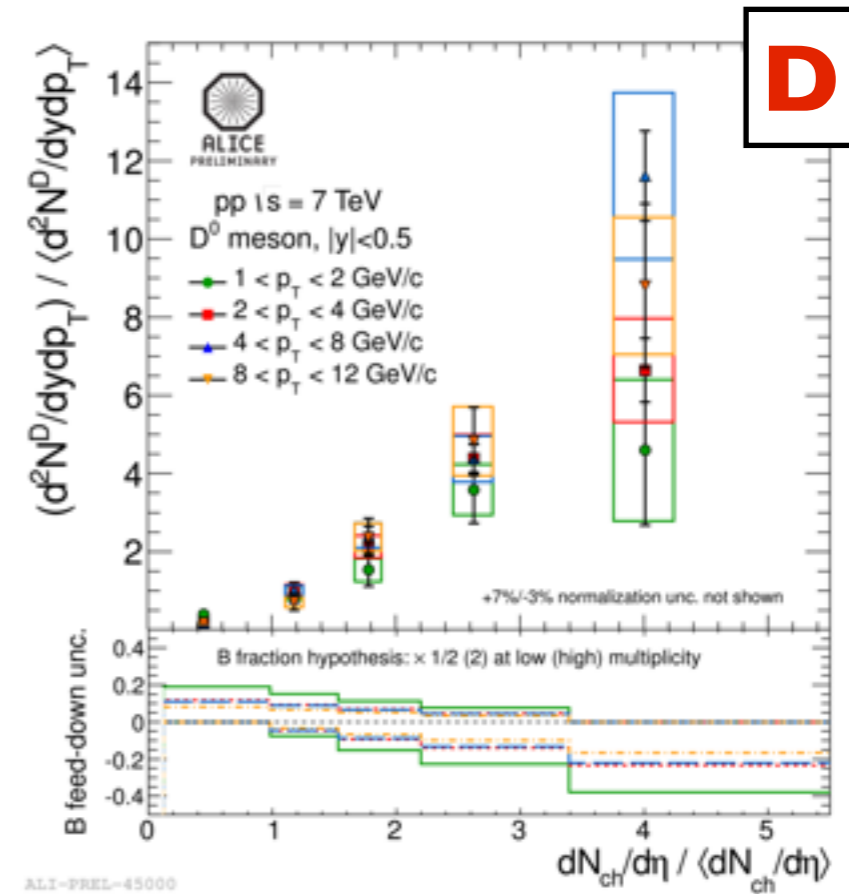 D
(d²N^D/dydp_T) / ⟨d²N^D/dydp_T⟩
14
12
10
8
6
4
2
ALICE
PRELIMINARY
pp \s = 7 TeV
D⁰ meson, |y|<0.5
1 < p_T < 2 GeV/c
2 < p_T < 4 GeV/c
4 < p_T < 8 GeV/c
8 < p_T < 12 GeV/c
+7%/-3% normalization unc. not shown
B feed-down unc.
0.4
0.2
0
-0.2
-0.4
B fraction hypothesis: × 1/2 (2) at low (high) multiplicity
0 1 2 3 4 5
dN_ch/dη / ⟨dN_ch/dη⟩
ALI-PREL-45000